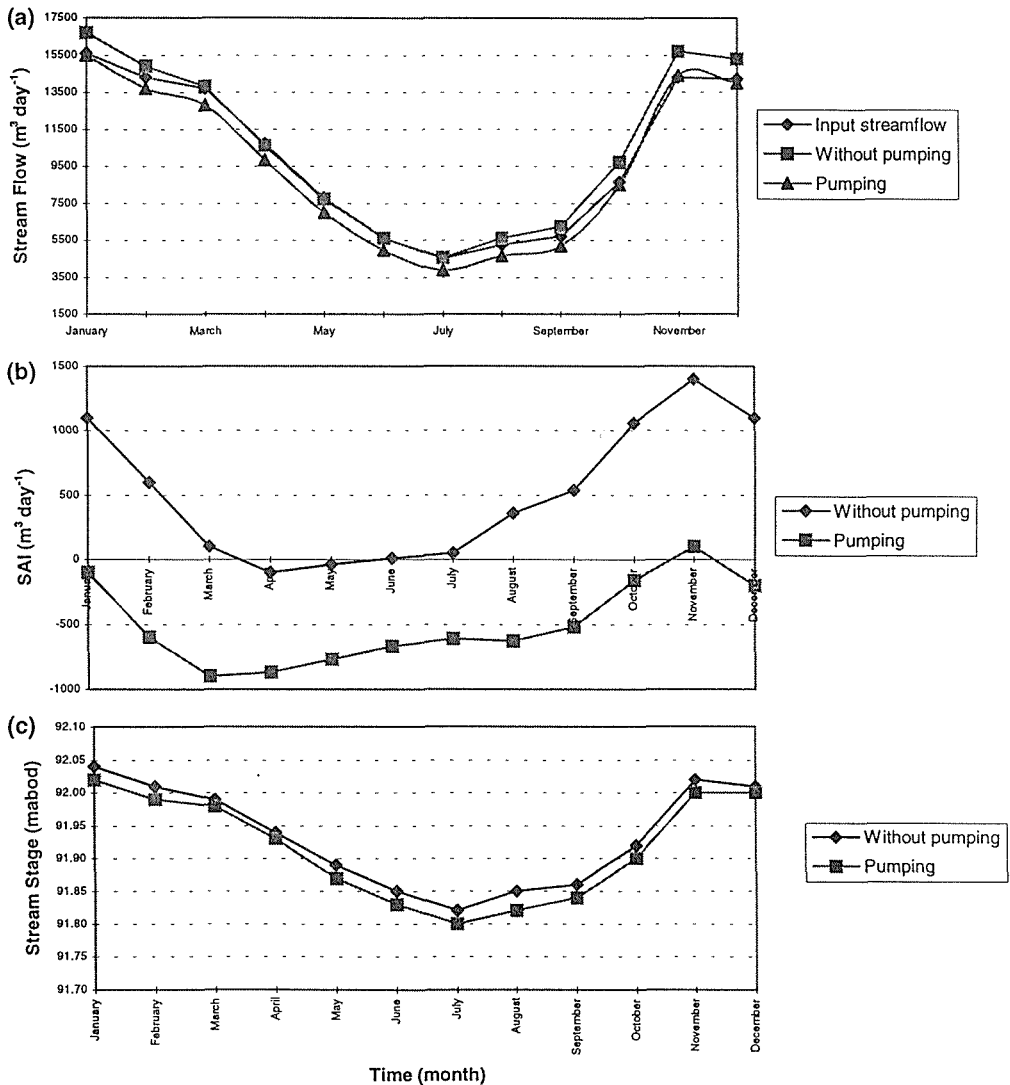 (a)
17500
15500
13500
11500
9500
7500
5500
3500
1500
Stream Flow (m³ day⁻¹)
January
March
May
July
September
November
Input streamflow
Without pumping
Pumping
(b)
1500
1000
500
0
-500
-1000
SAI (m³ day⁻¹)
January
February
March
April
May
June
July
August
September
October
November
December
Without pumping
Pumping
(c)
92.10
92.05
92.00
91.95
91.90
91.85
91.80
91.75
91.70
Stream Stage (mabod)
January
February
March
April
May
June
July
August
September
October
November
December
Without pumping
Pumping
Time (month)